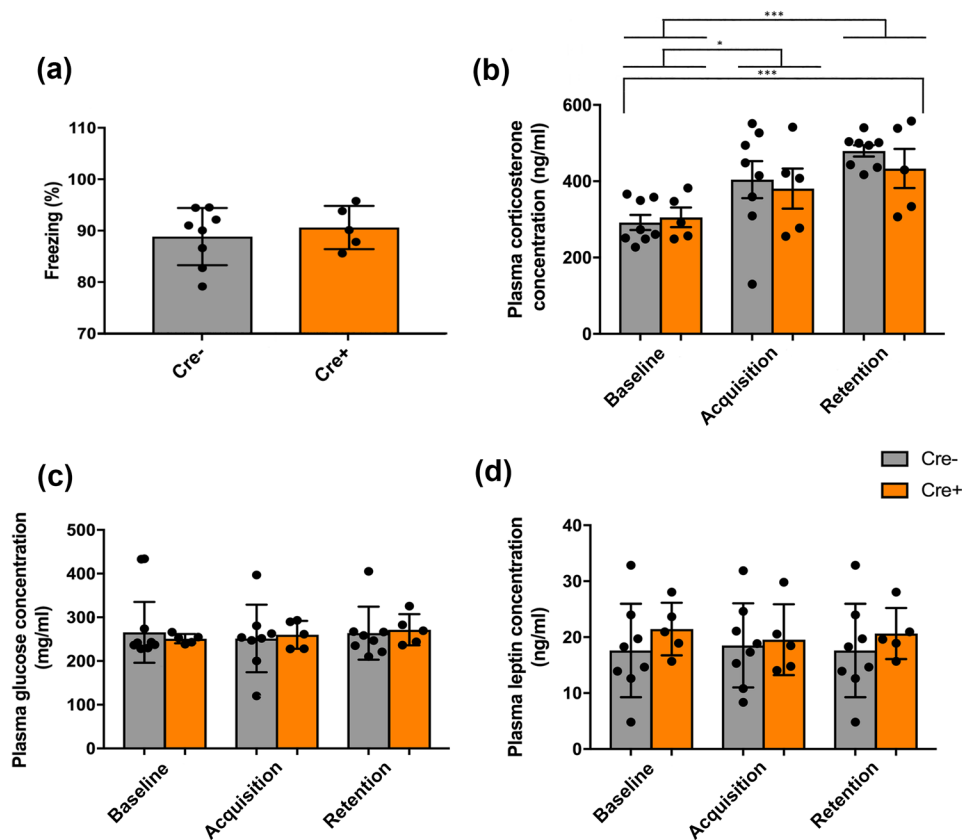 (a)
Freezing (%)
110
100
90
80
70
Cre-
Cre+
(b)
***
*
***
Plasma corticosterone
concentration (ng/ml)
600
400
200
0
Baseline
Acquisition
Retention
(c)
Plasma glucose concentration
(mg/ml)
500
400
300
200
100
0
Baseline
Acquisition
Retention
Cre-
Cre+
(d)
Plasma leptin concentration
(ng/ml)
40
30
20
10
0
Baseline
Acquisition
Retention